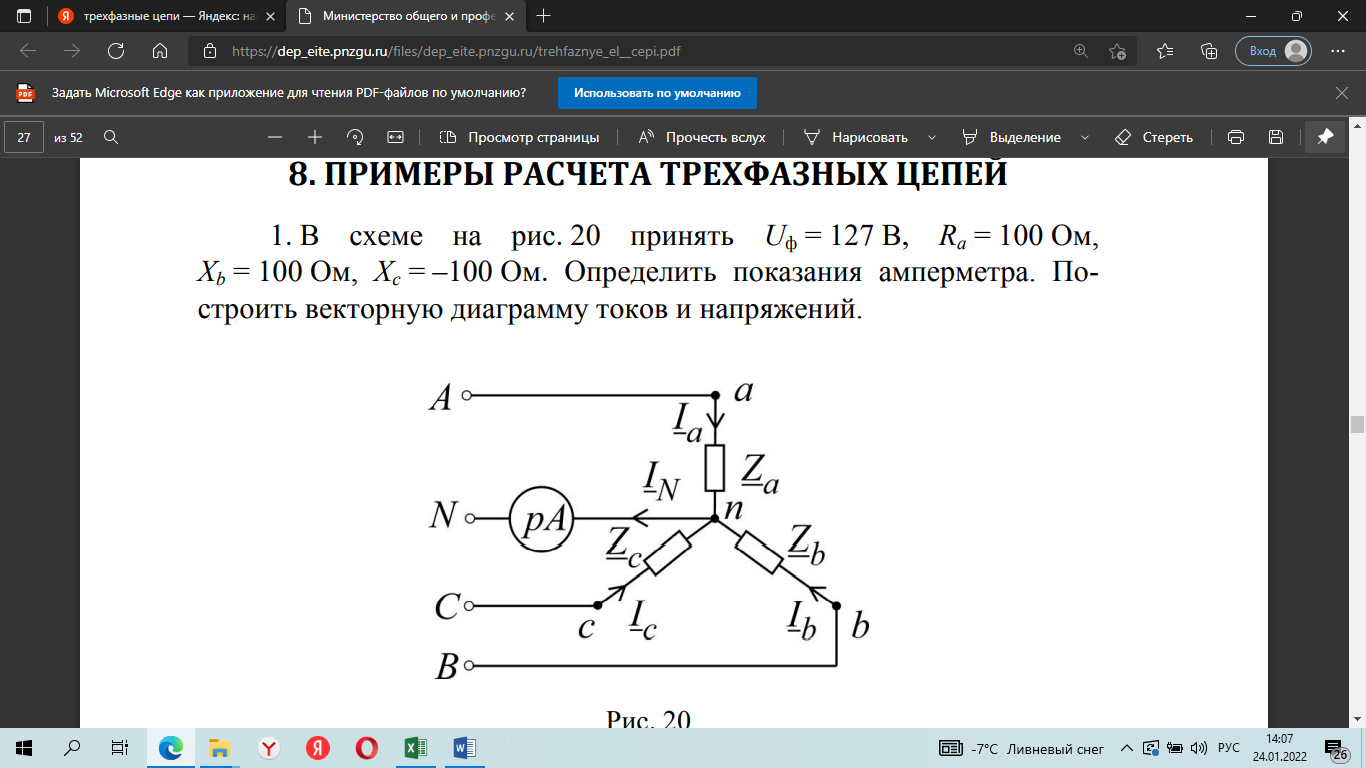 трехфазные цепи — Яндекс: на
Министерство общего и проф
https://dep_eite.pnzgu.ru/files/dep_eite.pnzgu.ru/trehfaznye_el__cepi.pdf
Вход
PDF
Задать Microsoft Edge как приложение для чтения PDF-файлов по умолчанию?
Использовать по умолчанию
27 из 52
Просмотр страницы
Прочесть вслух
Нарисовать
Выделение
Стереть
8. ПРИМЕРЫ РАСЧЕТА ТРЕХФАЗНЫХ ЦЕПЕЙ
1. В схеме на рис. 20 принять Uф = 127 В, Ra = 100 Ом,
Xb = 100 Ом, Xc = –100 Ом. Определить показания амперметра. По-
строить векторную диаграмму токов и напряжений.
A a
Ia
IN Za
N pA n
Zc Zb
C c Ic Ib b
B
Рис. 20
-7°C Ливневый снег
РУС
14:07
24.01.2022
26